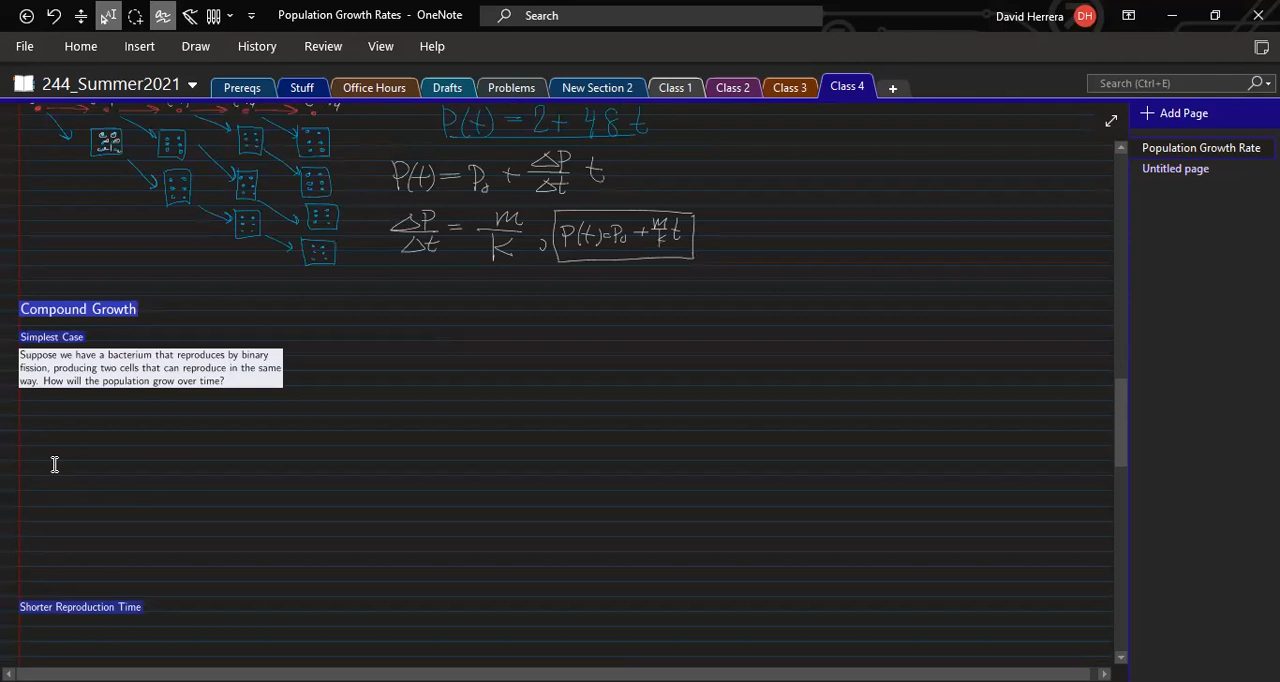 Population Growth Rates - OneNote
Search
David Herrera DH
File Home Insert Draw History Review View Help
244_Summer2021
Prereqs Stuff Office Hours Drafts Problems New Section 2 Class 1 Class 2 Class 3 Class 4
Search (Ctrl+E)
Add Page
Population Growth Rate
Untitled page
P(t) = 2 + 48 t
P(t) = P₀ + ΔP/Δt t
ΔP/Δt = m/K , P(t) = P₀ + m/K t
Compound Growth
Simplest Case
Suppose we have a bacterium that reproduces by binary
fission, producing two cells that can reproduce in the same
way. How will the population grow over time?
Shorter Reproduction Time